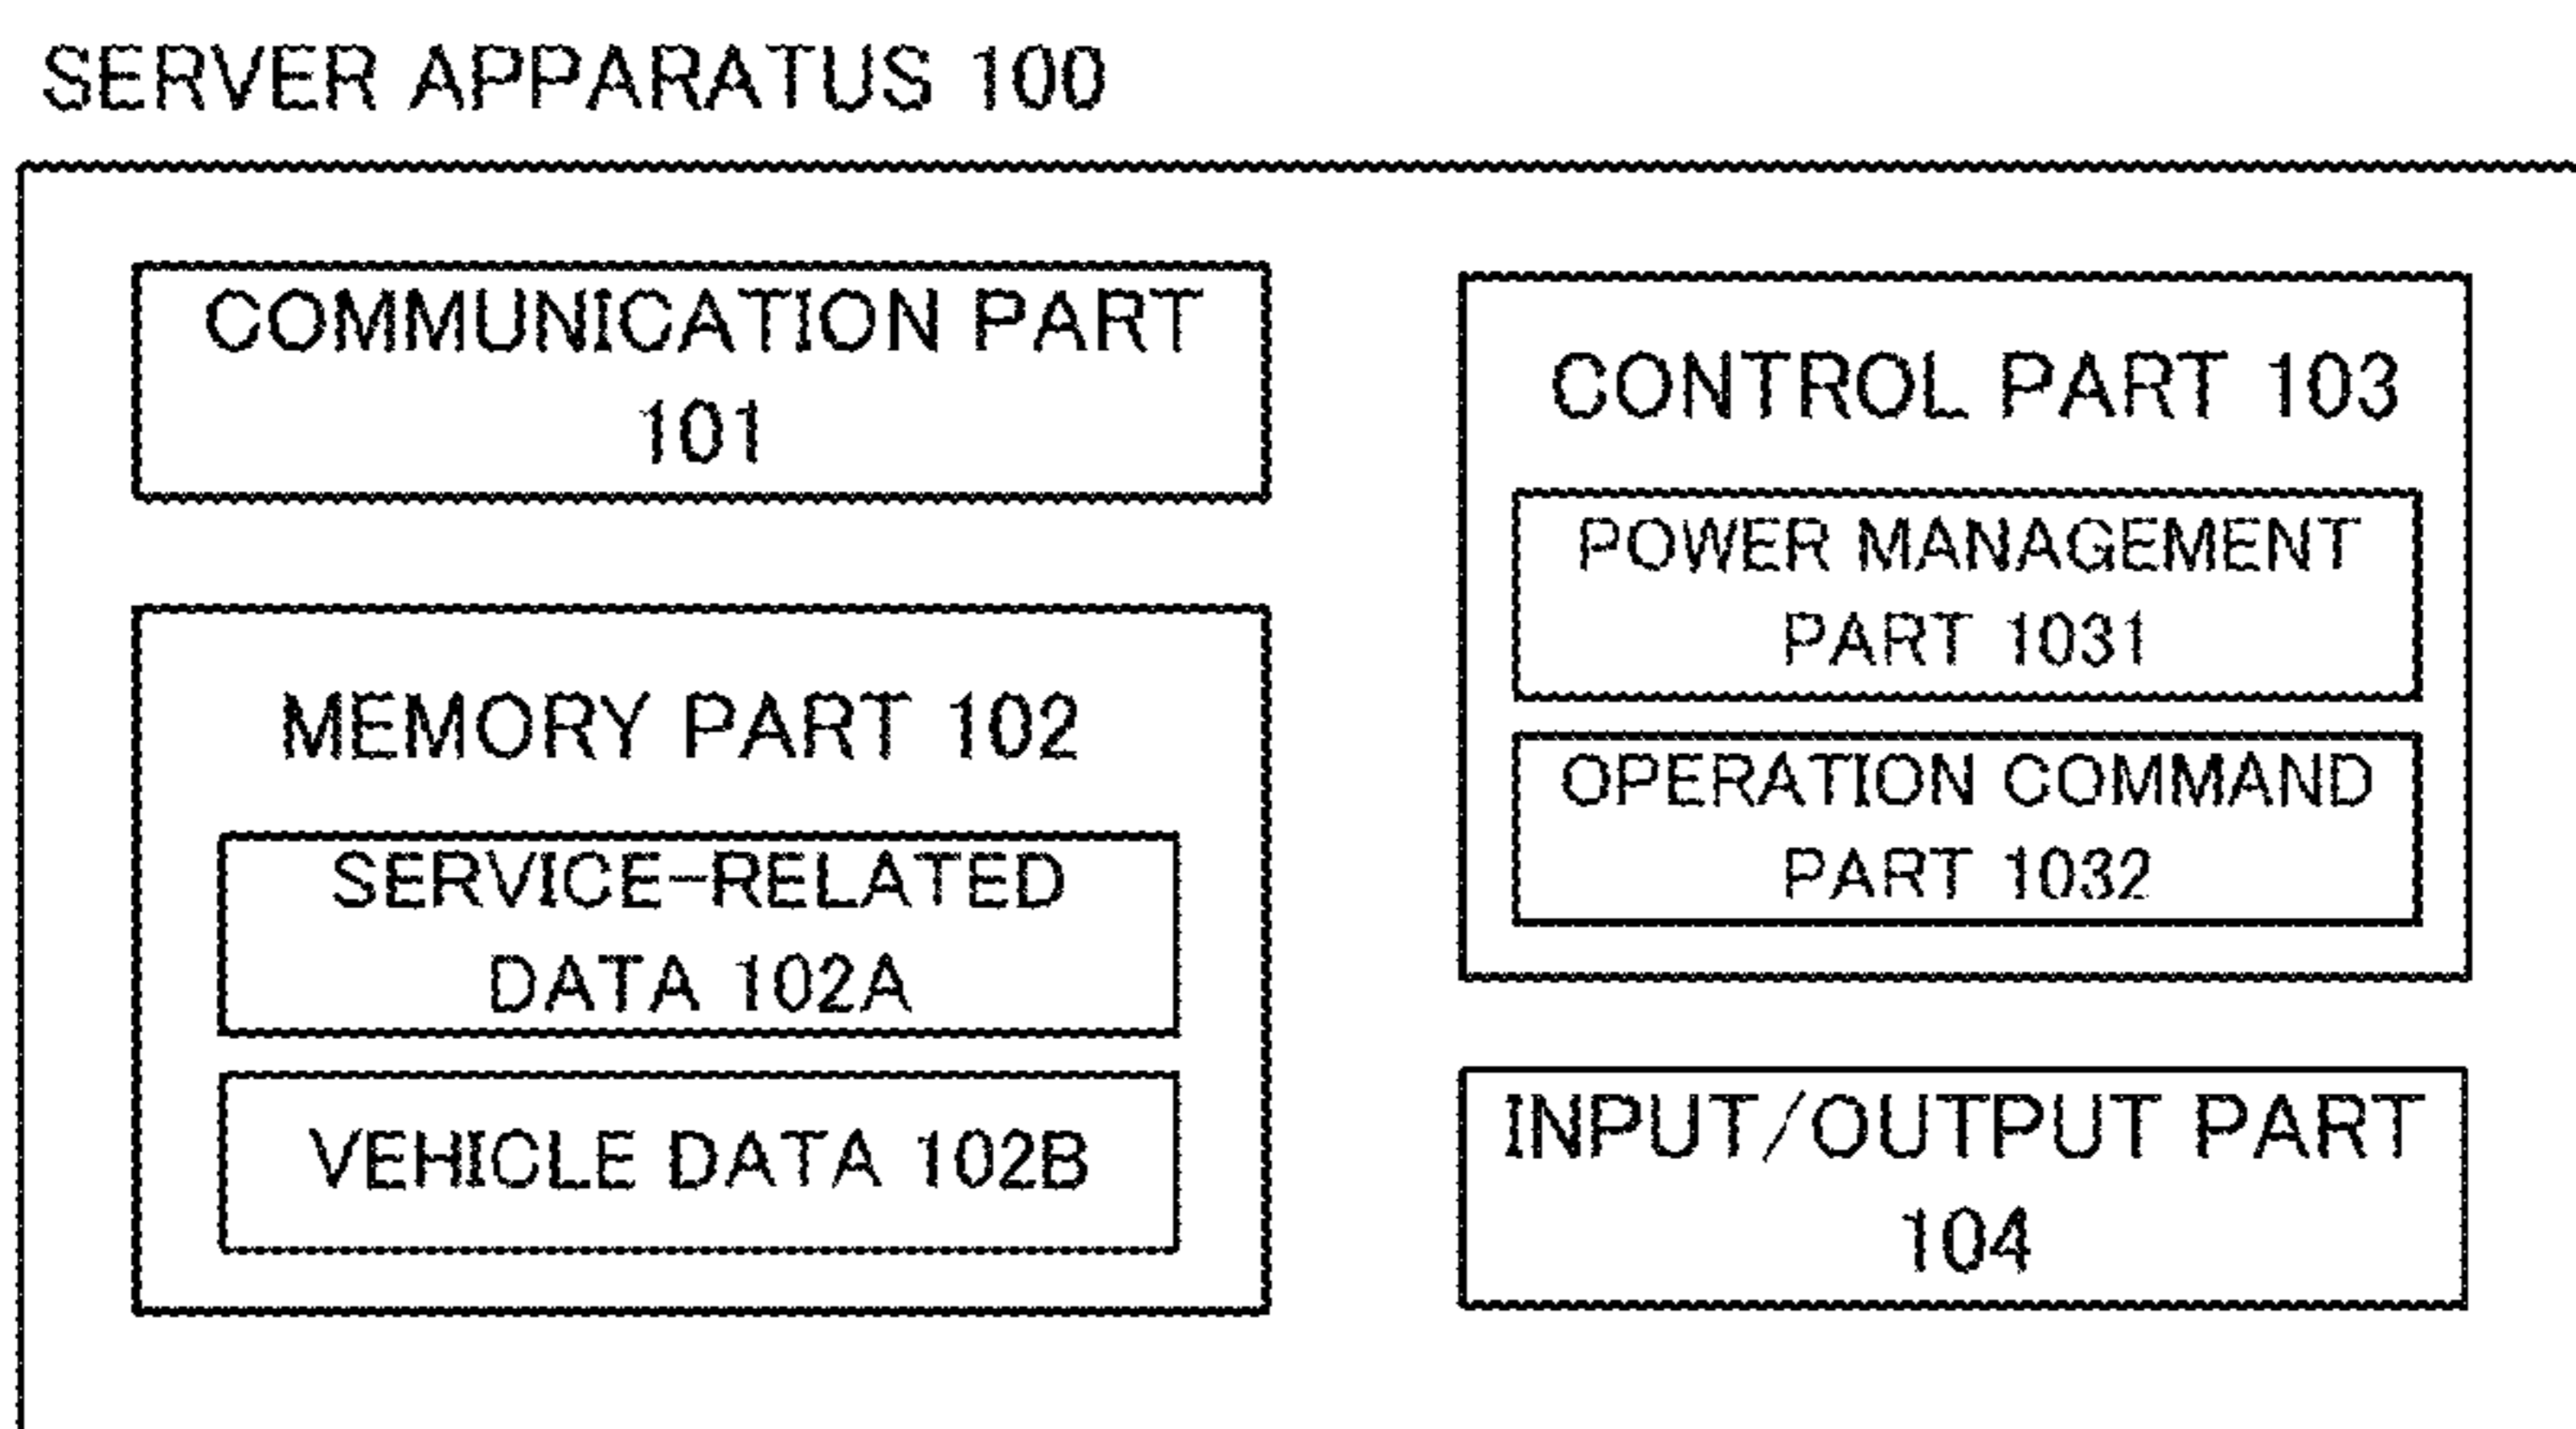 SERVER APPARATUS 100
COMMUNICATION PART
101
MEMORY PART 102
SERVICE-RELATED
DATA 102A
VEHICLE DATA 102B
CONTROL PART 103
POWER MANAGEMENT
PART 1031
OPERATION COMMAND
PART 1032
INPUT/OUTPUT PART
104